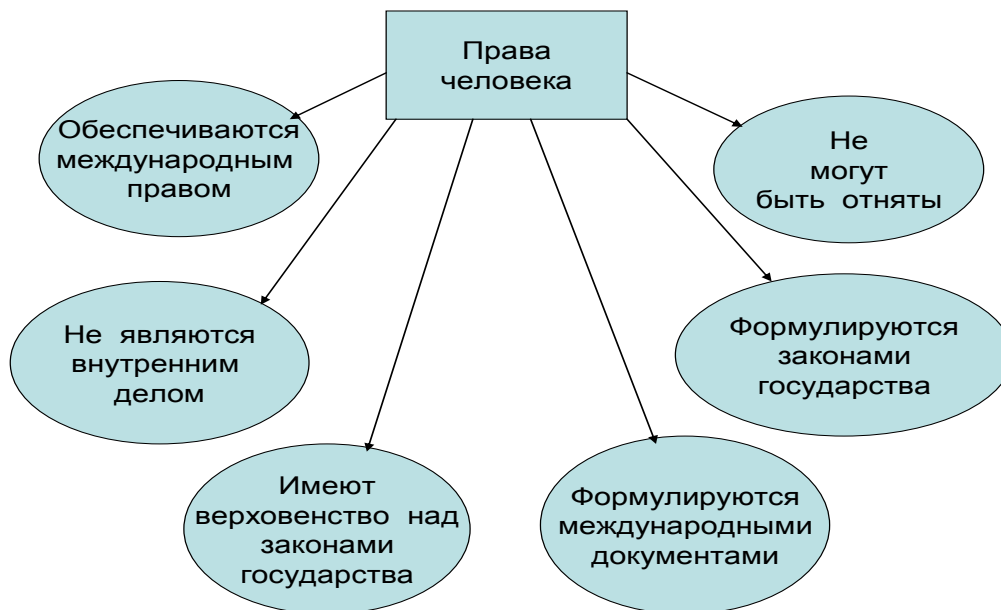 Права
человека
Обеспечиваются
международным
правом
Не
могут
быть отняты
Не являются
внутренним
делом
Формулируются
законами
государства
Имеют
верховенство над
законами
государства
Формулируются
международными
документами